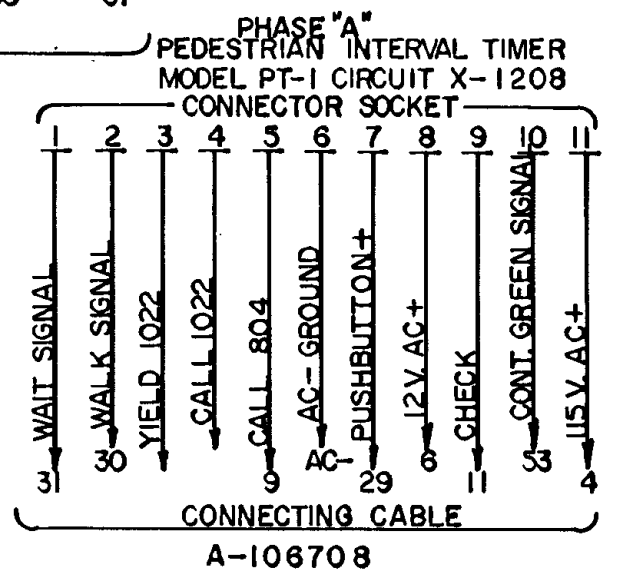 PHASE "A"
PEDESTRIAN INTERVAL TIMER
MODEL PT-1 CIRCUIT X-1208
CONNECTOR SOCKET
1 2 3 4 5 6 7 8 9 10 11
WAIT SIGNAL
WALK SIGNAL
YIELD 1022
CALL 1022
CALL 804
AC- GROUND
PUSHBUTTON+
12 V. AC+
CHECK
CONT. GREEN SIGNAL
115 V. AC+
30 AC- 6 53
31 9 29 11 4
CONNECTING CABLE
A-106708